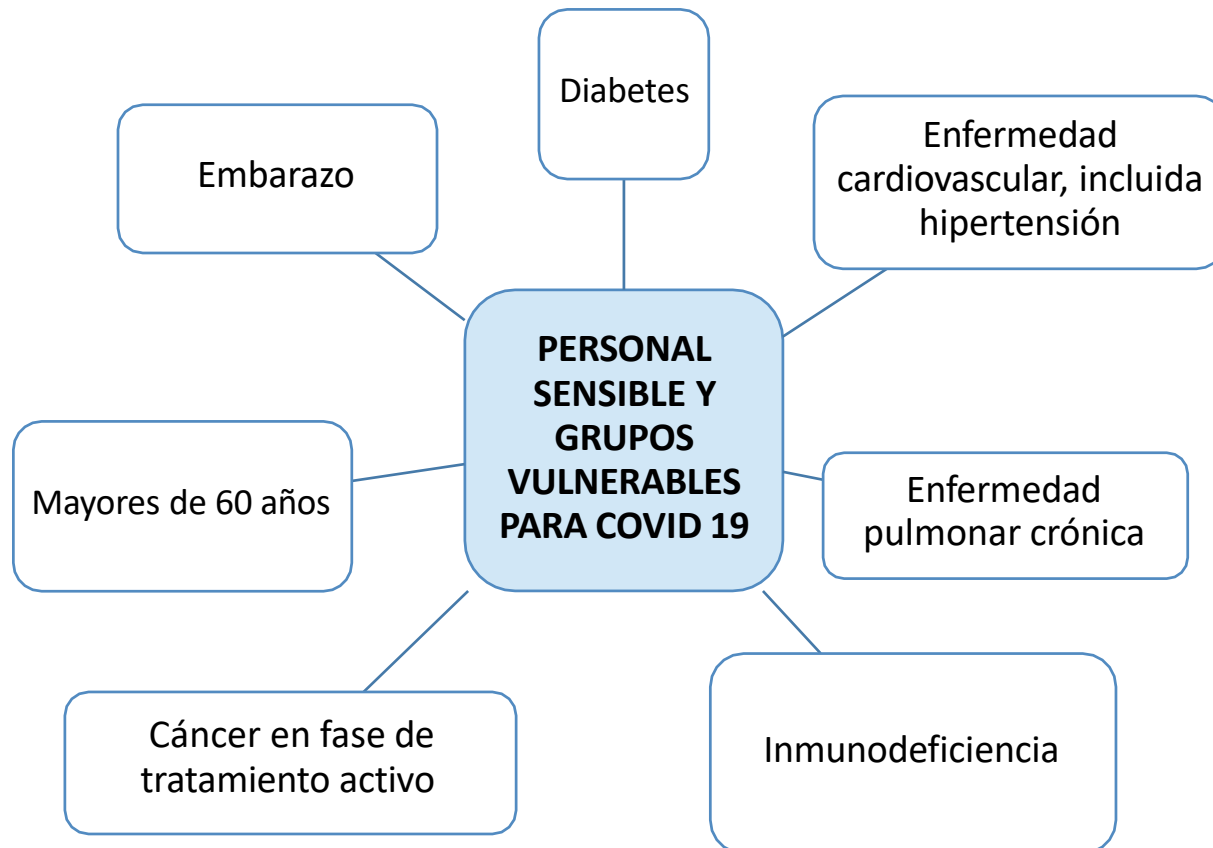 Diabetes
Embarazo
Enfermedad
cardiovascular, incluida
hipertensión
PERSONAL
SENSIBLE Y
GRUPOS
VULNERABLES
PARA COVID 19
Mayores de 60 años
Enfermedad
pulmonar crónica
Cáncer en fase de
tratamiento activo
Inmunodeficiencia